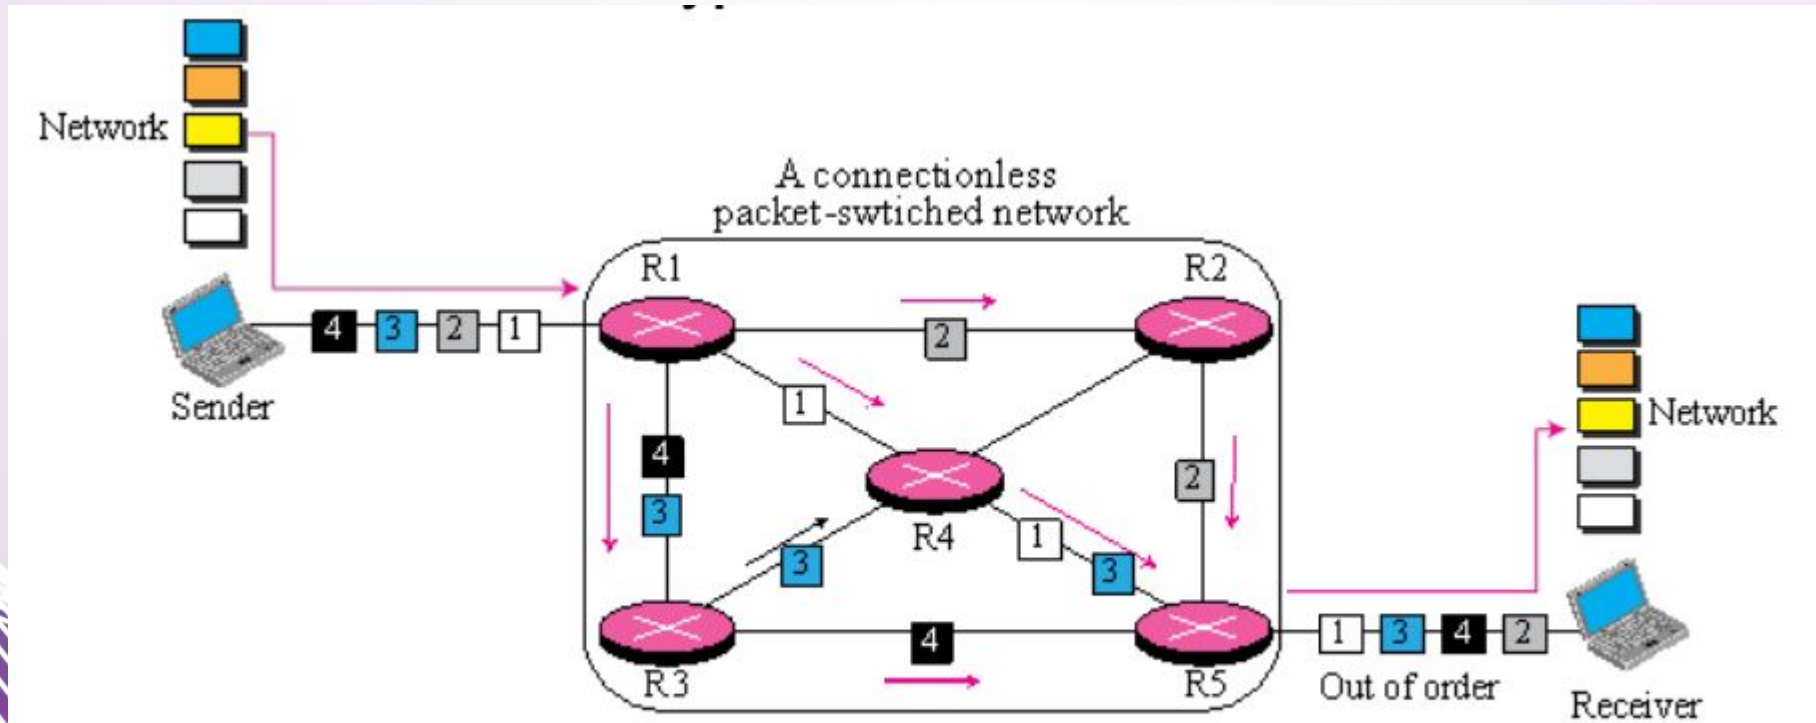 Network
A connectionless
packet-swtiched network
R1
R2
4 3 2 1
2
Sender
1
4
2
Network
3
R4
1
3
3
4
1 3 4 2
R3
R5
Out of order
Receiver